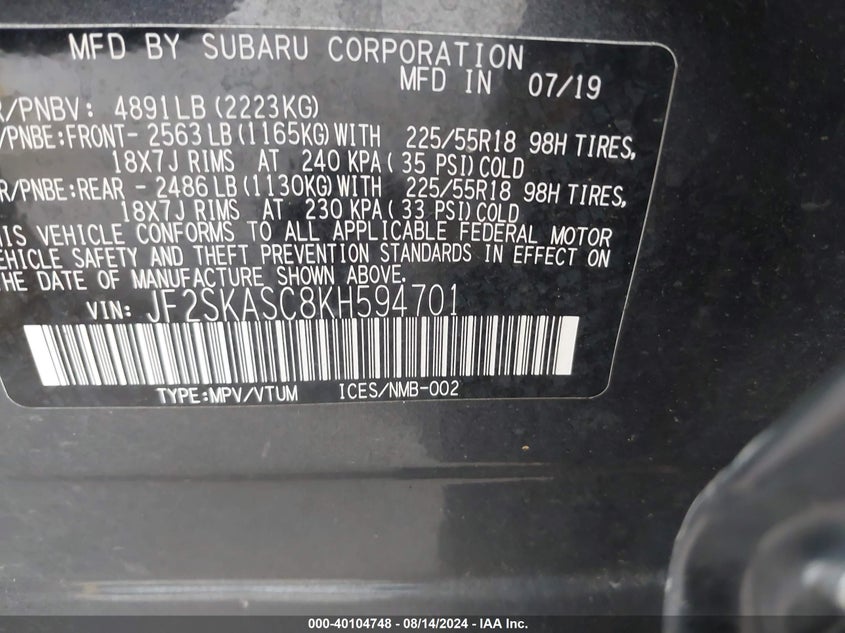 MFD BY SUBARU CORPORATION
MFD IN 07/19
R/PNBV: 4891LB (2223KG)
/PNBE:FRONT- 2563 LB (1165KG) WITH 225/55R18 98H TIRES,
18X7J RIMS AT 240 KPA ( 35 PSI) COLD
R/PNBE:REAR - 2486 LB (1130KG) WITH 225/55R18 98H TIRES,
18X7J RIMS AT 230 KPA ( 33 PSI) COLD
HIS VEHICLE CONFORMS TO ALL APPLICABLE FEDERAL MOTOR
EHICLE SAFETY AND THEFT PREVENTION STANDARDS IN EFFECT ON
HE DATE OF MANUFACTURE SHOWN ABOVE.
VIN: JF2SKASC8KH594701
TYPE:MPV/VTUM ICES/NMB-002
000-40104748 - 08/14/2024 - IAA Inc.